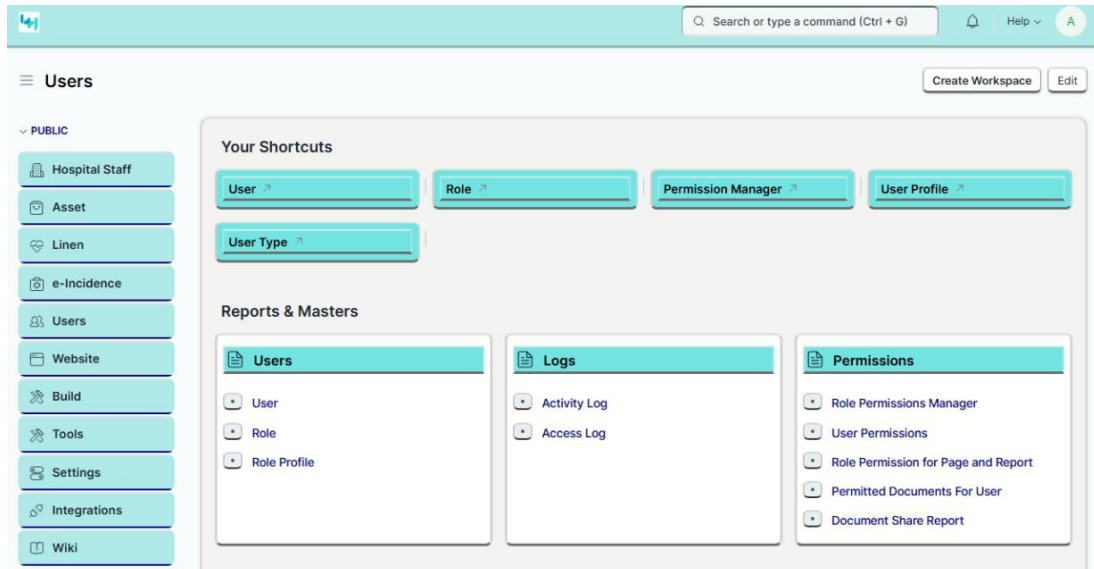 Search or type a command (Ctrl + G)
Help
A
Users
Create Workspace
Edit
PUBLIC
Hospital Staff
Asset
Linen
e-Incidence
Users
Website
Build
Tools
Settings
Integrations
Wiki
Your Shortcuts
User
Role
Permission Manager
User Profile
User Type
Reports & Masters
Users
User
Role
Role Profile
Logs
Activity Log
Access Log
Permissions
Role Permissions Manager
User Permissions
Role Permission for Page and Report
Permitted Documents For User
Document Share Report